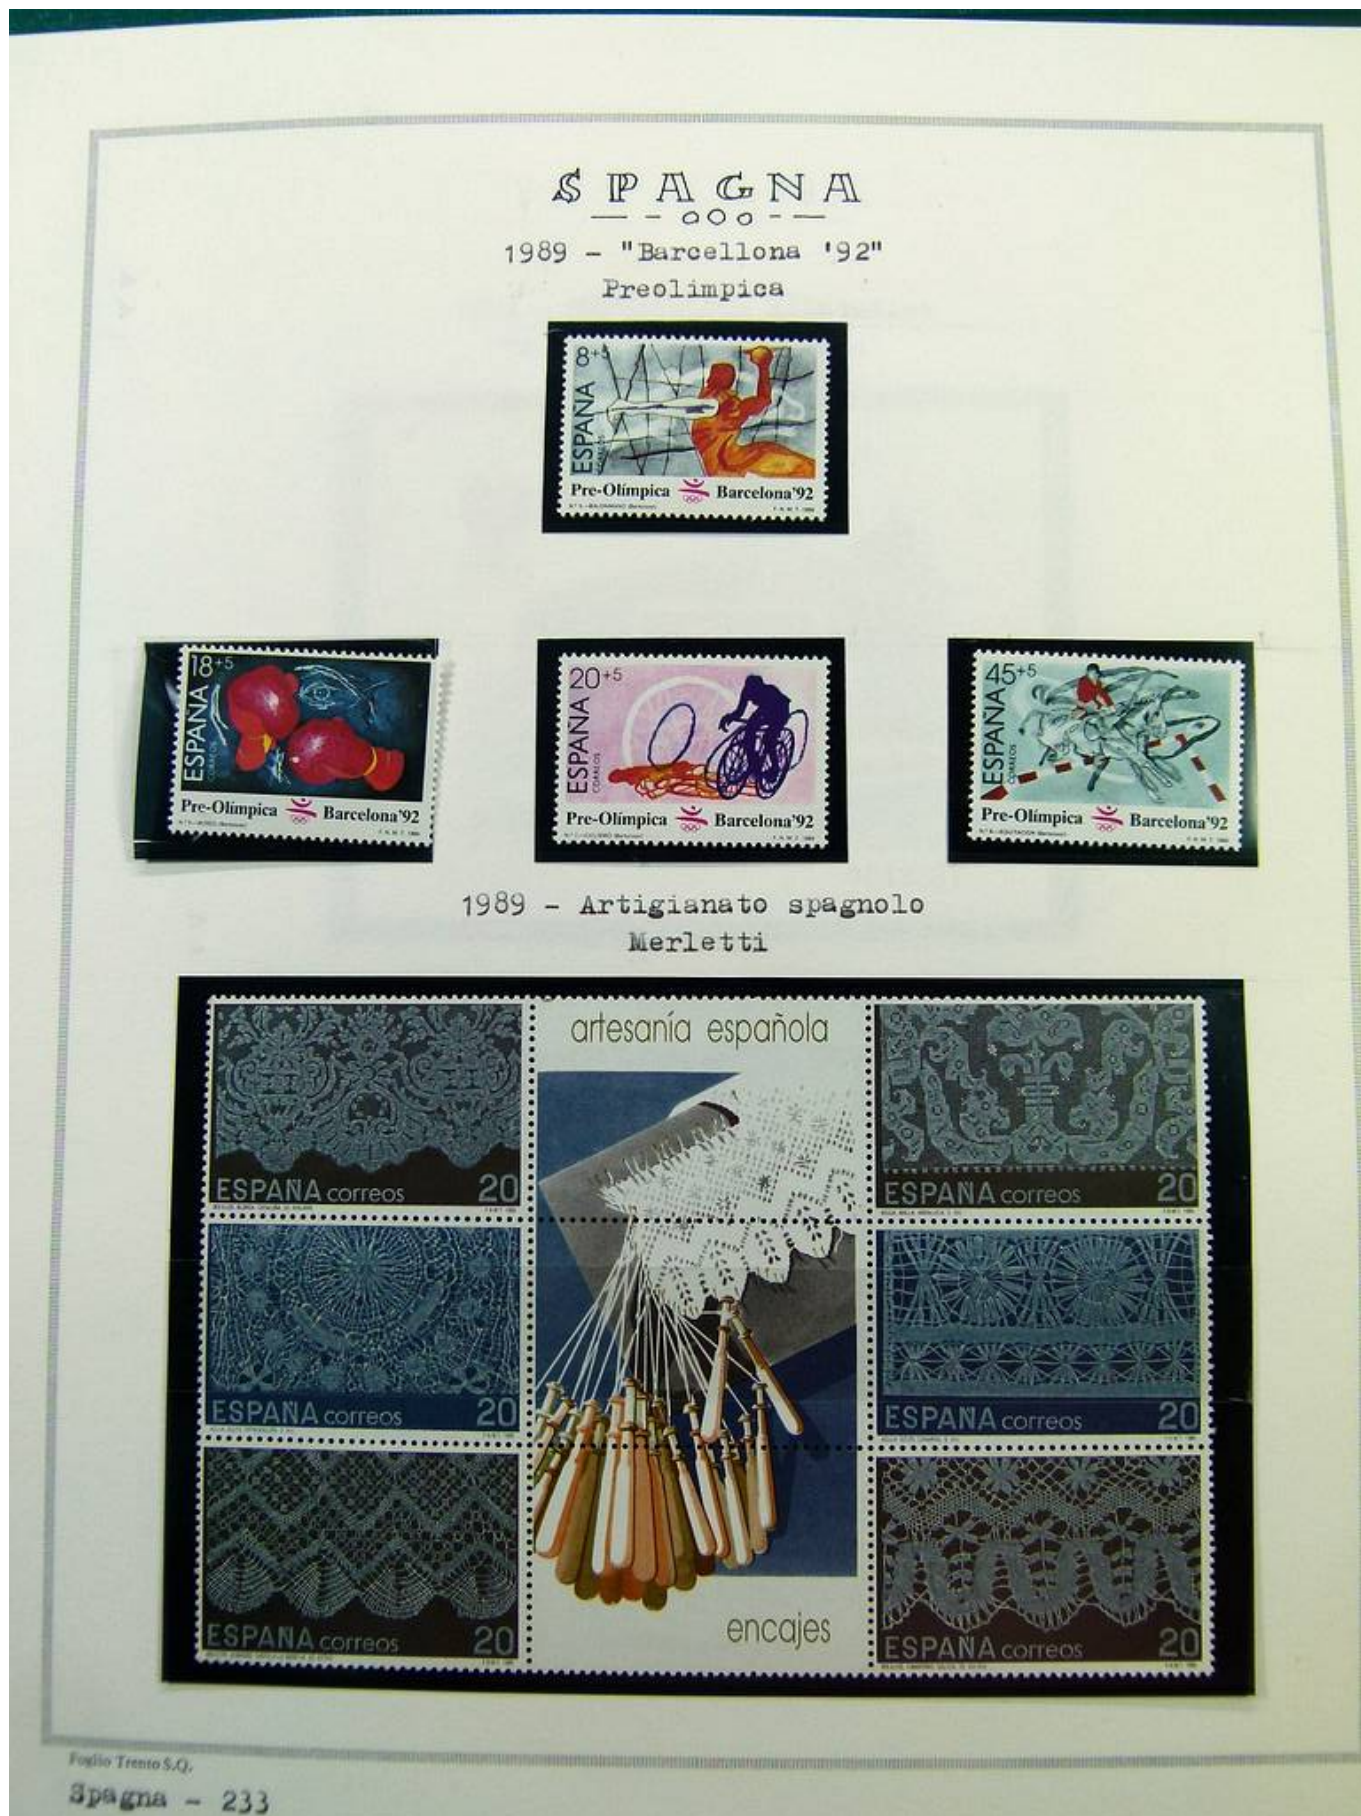 SPAGNA
1989 - "Barcellona '92"
Preolimpica
8+5
ESPAÑA
CORREOS
Pre-Olímpica Barcelona'92
18+5
ESPAÑA
CORREOS
Pre-Olímpica Barcelona'92
20+5
ESPAÑA
CORREOS
Pre-Olímpica Barcelona'92
45+5
ESPAÑA
CORREOS
Pre-Olímpica Barcelona'92
1989 - Artigianato spagnolo
Merletti
artesanía española
ESPAÑA correos 20
ESPAÑA correos 20
ESPAÑA correos 20
ESPAÑA correos 20
ESPAÑA correos 20
encajes
ESPAÑA correos 20
Foglio Trento S.Q.
Spagna - 233